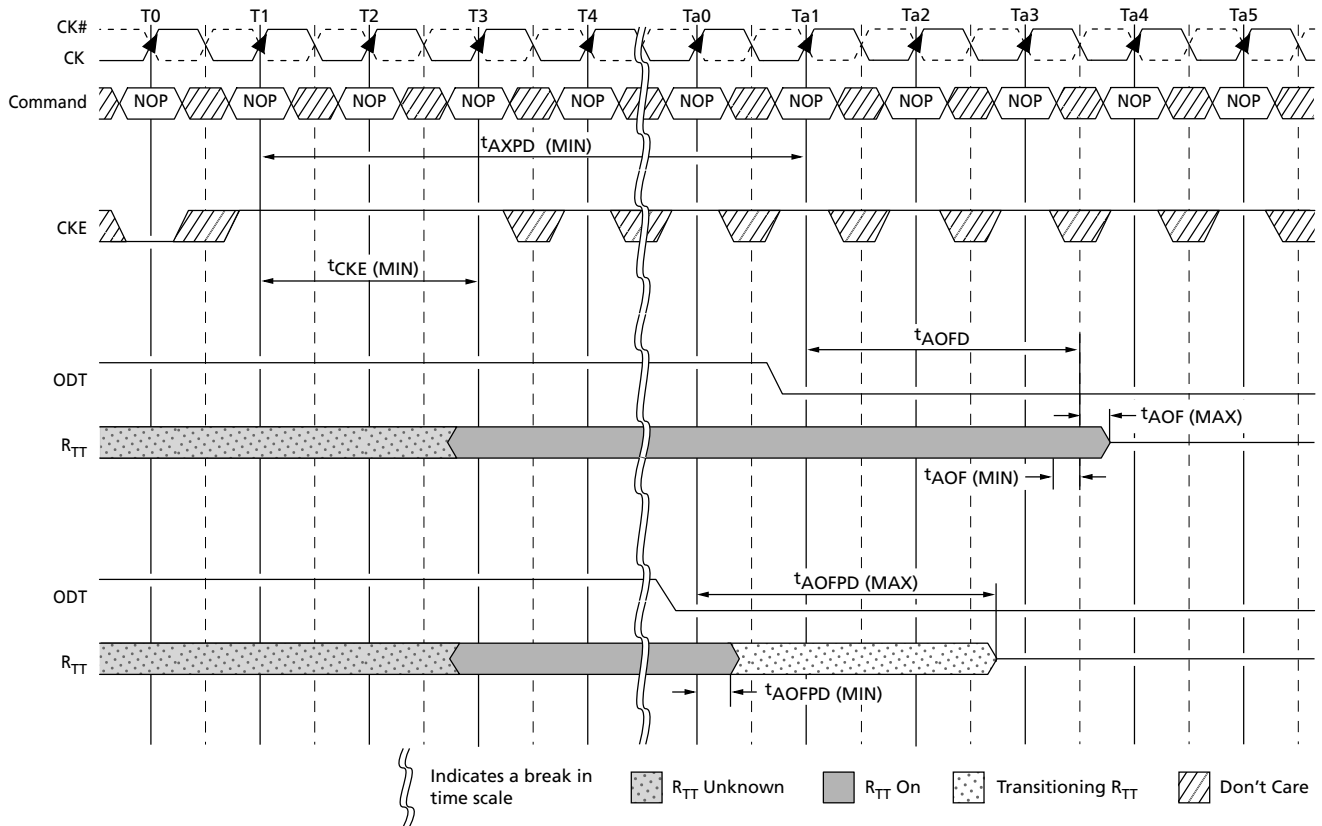 T0 T1 T2 T3 T4 Ta0 Ta1 Ta2 Ta3 Ta4 Ta5
CK#
CK
Command NOP NOP NOP NOP NOP NOP NOP NOP NOP NOP NOP
tAXPD (MIN)
CKE
tCKE (MIN)
tAOFD
ODT
tAOF (MAX)
RTT
tAOF (MIN)
tAOFPD (MAX)
ODT
RTT
tAOFPD (MIN)
Indicates a break in
time scale
RTT Unknown
RTT On
Transitioning RTT
Don't Care